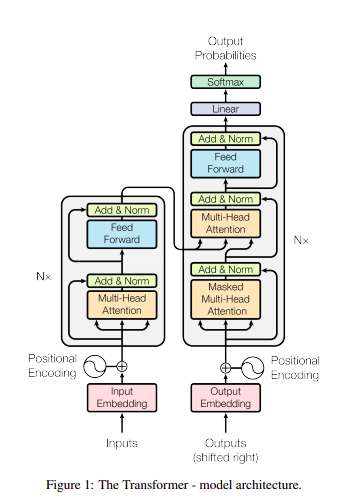 Output
Probabilities
Softmax
Linear
Add & Norm
Feed
Forward
Add & Norm
Multi-Head
Attention
Add & Norm
Masked
Multi-Head
Attention
N×
Add & Norm
Feed
Forward
N×
Add & Norm
Multi-Head
Attention
Positional
Encoding
Positional
Encoding
Input
Embedding
Output
Embedding
Inputs
Outputs
(shifted right)
Figure 1: The Transformer - model architecture.